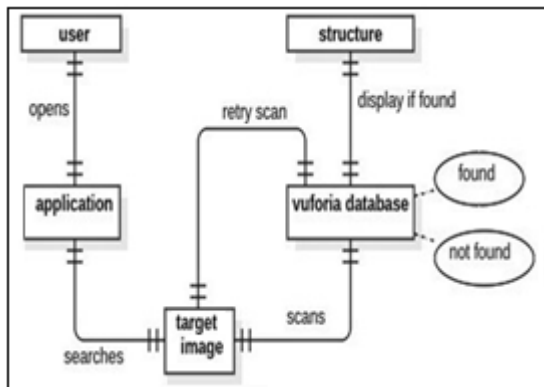 user
structure
opens
retry scan
display if found
application
vuforia database
found
not found
target
image
searches
scans